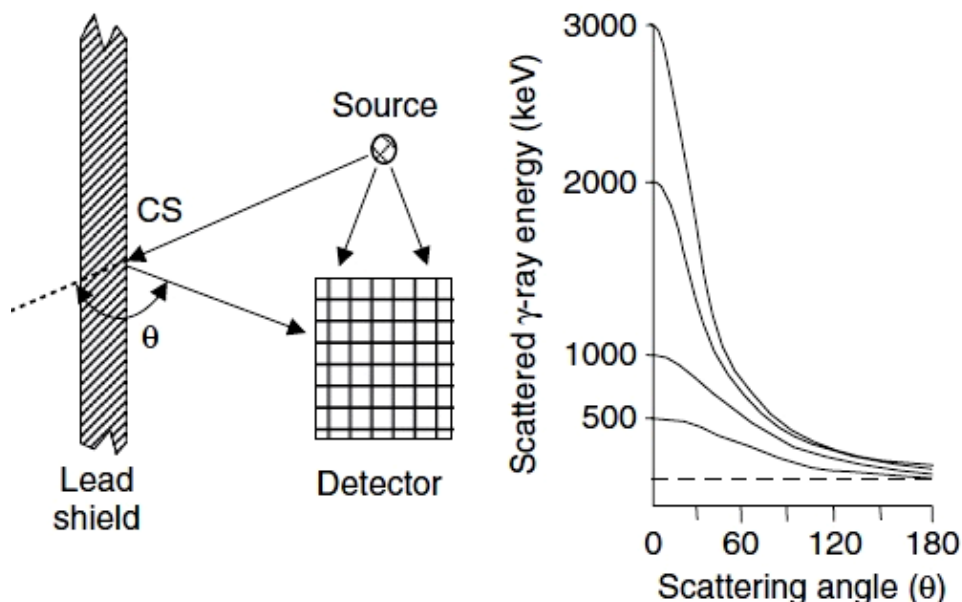 Source
CS
θ
Lead
shield
Detector
Scattered γ-ray energy (keV)
3000
2000
1000
500
0 60 120 180
Scattering angle (θ)